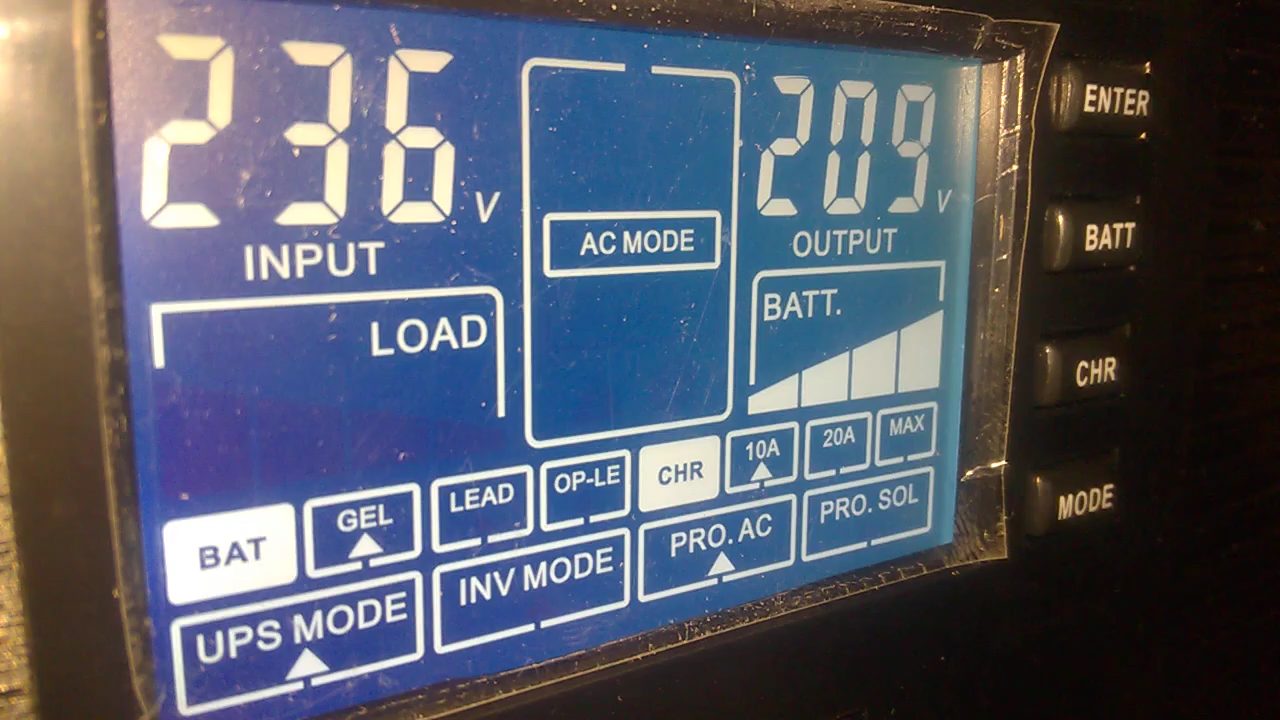 236 V
INPUT
LOAD
AC MODE
209 V
OUTPUT
BATT.
BAT GEL LEAD OP-LE CHR 10A 20A MAX
UPS MODE INV MODE PRO. AC PRO. SOL
ENTER
BATT
CHR
MODE